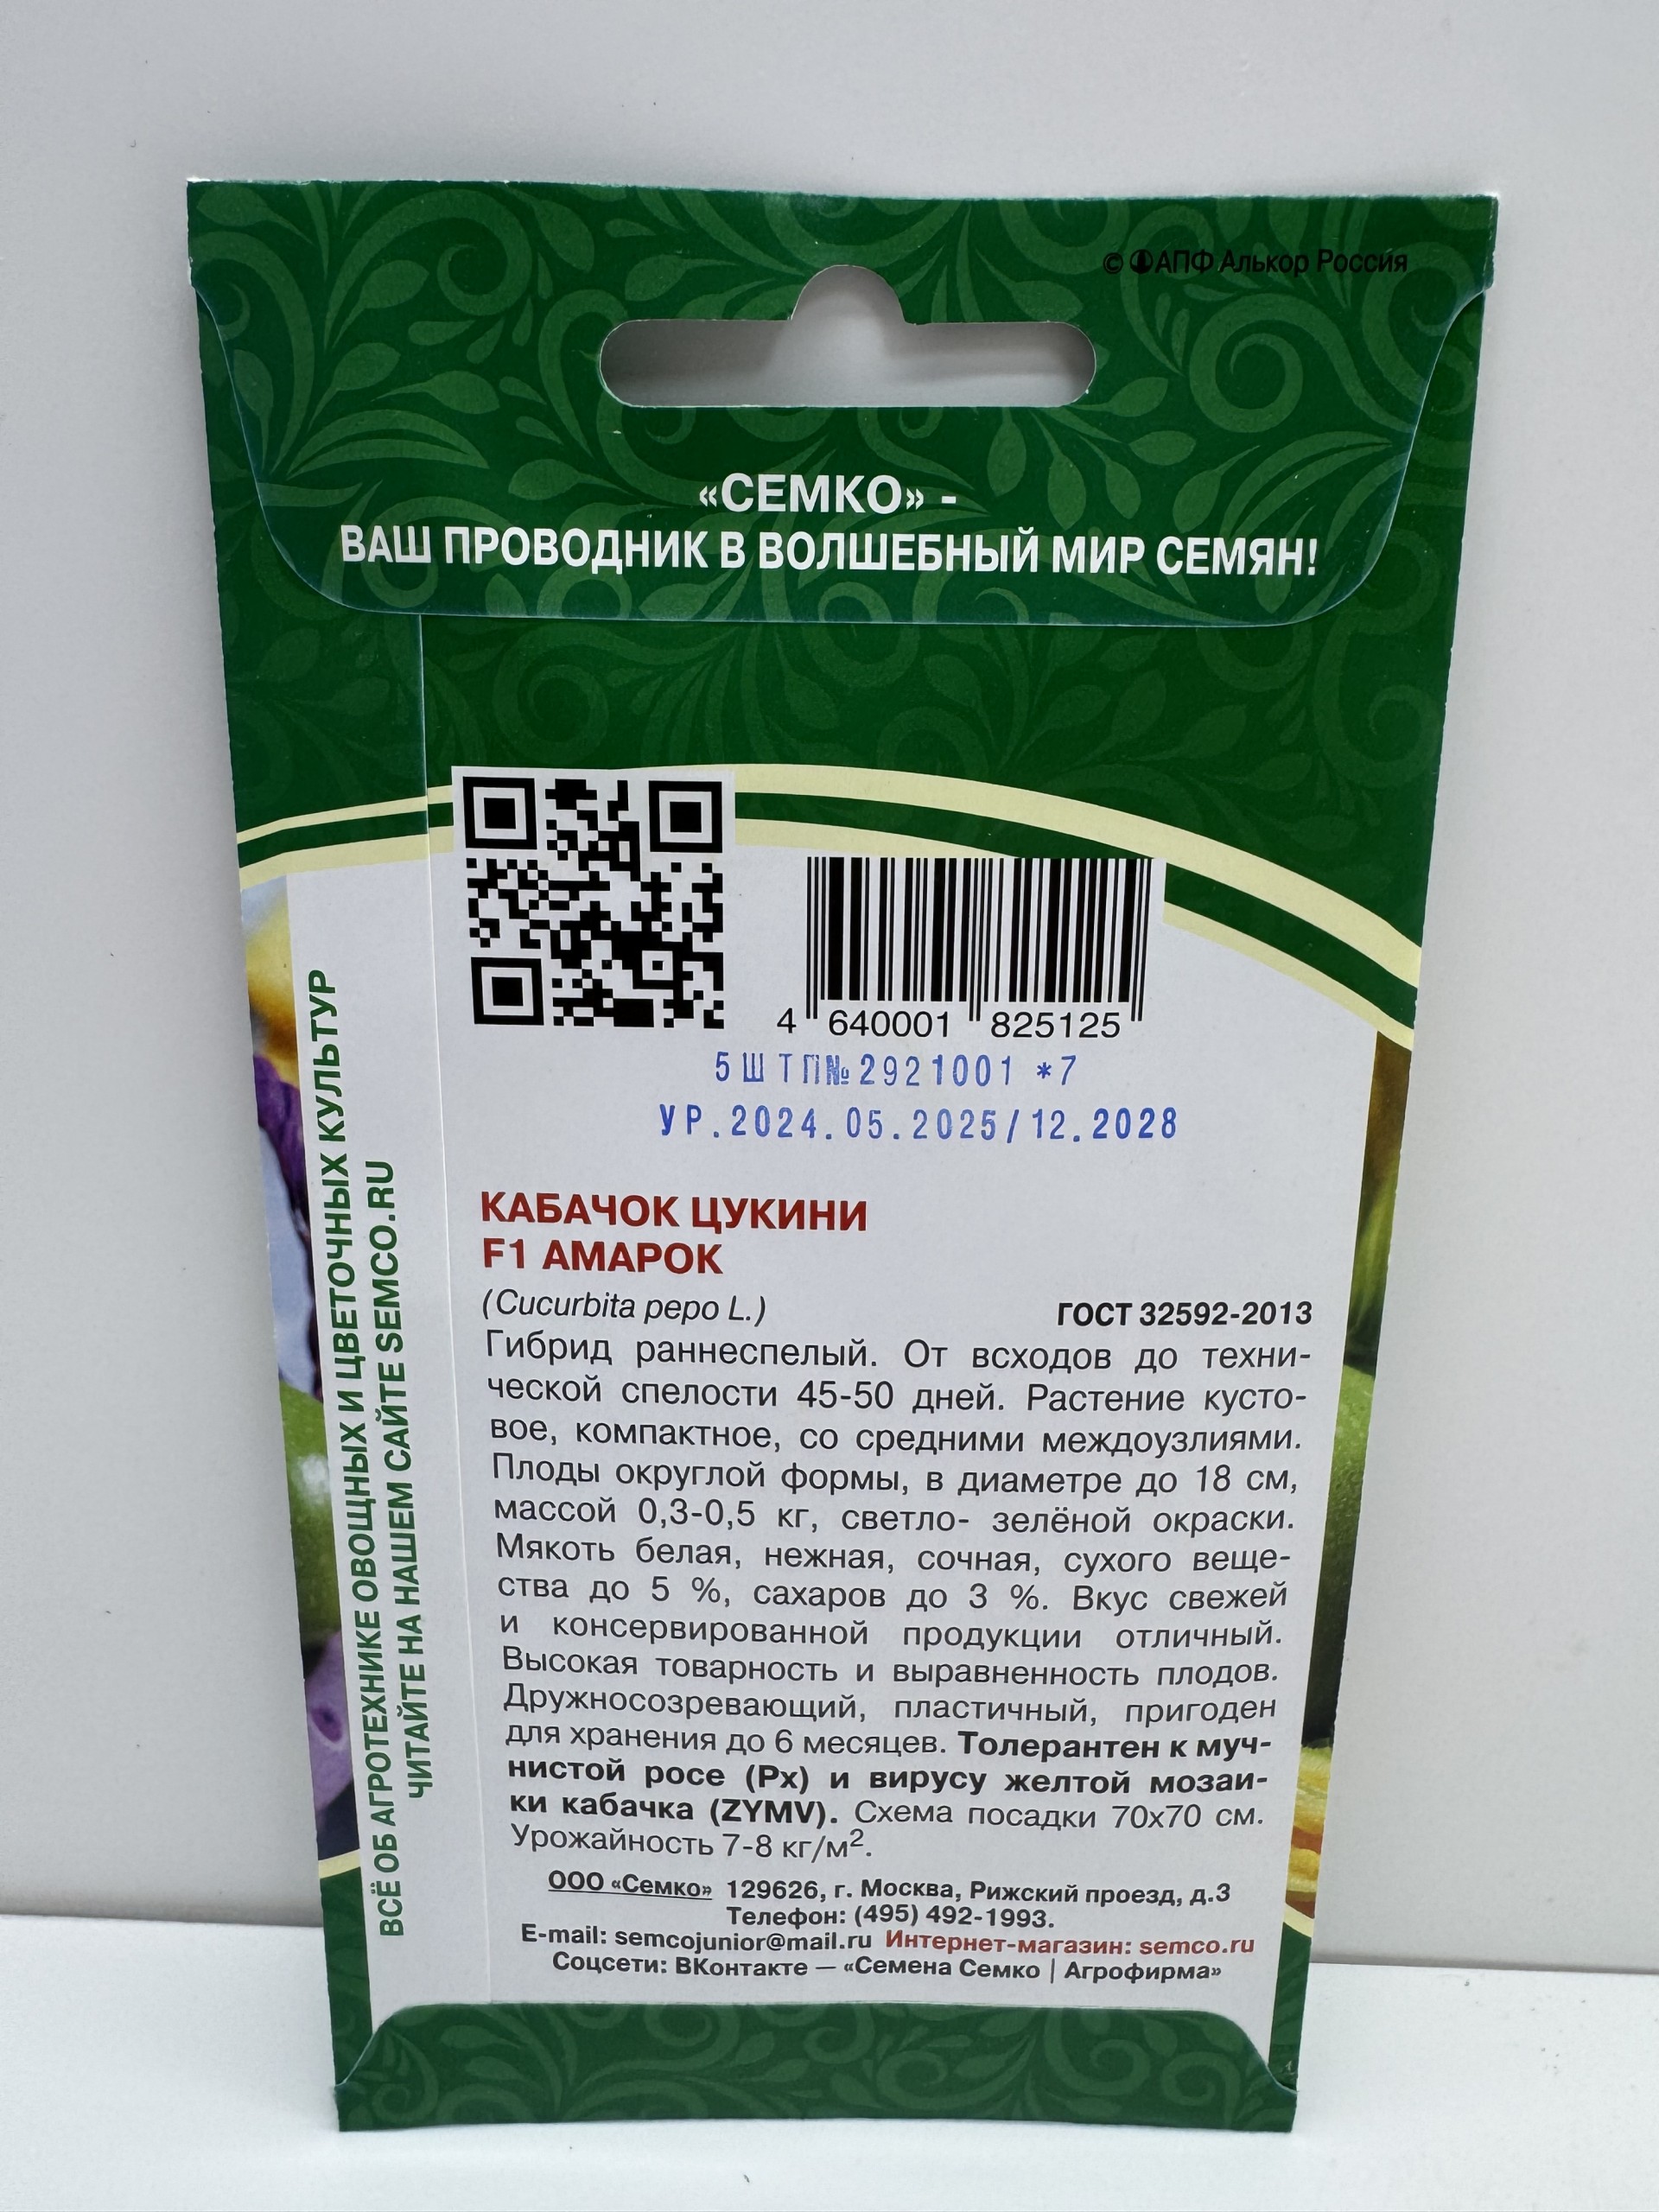 © АПФ Алькор Россия
«СЕМКО» -
ВАШ ПРОВОДНИК В ВОЛШЕБНЫЙ МИР СЕМЯН!
4 640001 825125
5ШТП№2921001 *7
УР.2024.05.2025/12.2028
КАБАЧОК ЦУКИНИ
F1 АМАРОК
(Cucurbita pepo L.) ГОСТ 32592-2013
Гибрид раннеспелый. От всходов до техни-
ческой спелости 45-50 дней. Растение кусто-
вое, компактное, со средними междоузлиями.
Плоды округлой формы, в диаметре до 18 см,
массой 0,3-0,5 кг, светло- зелёной окраски.
Мякоть белая, нежная, сочная, сухого веще-
ства до 5 %, сахаров до 3 %. Вкус свежей
и консервированной продукции отличный.
Высокая товарность и выравненность плодов.
Дружносозревающий, пластичный, пригоден
для хранения до 6 месяцев. Толерантен к муч-
нистой росе (Px) и вирусу желтой мозаи-
ки кабачка (ZYMV). Схема посадки 70х70 см.
Урожайность 7-8 кг/м².
ООО «Семко» 129626, г. Москва, Рижский проезд, д.3
Телефон: (495) 492-1993.
E-mail: semcojunior@mail.ru Интернет-магазин: semco.ru
Соцсети: ВКонтакте — «Семена Семко | Агрофирма»
ВСЁ ОБ АГРОТЕХНИКЕ ОВОЩНЫХ И ЦВЕТОЧНЫХ КУЛЬТУР
ЧИТАЙТЕ НА НАШЕМ САЙТЕ SEMCO.RU